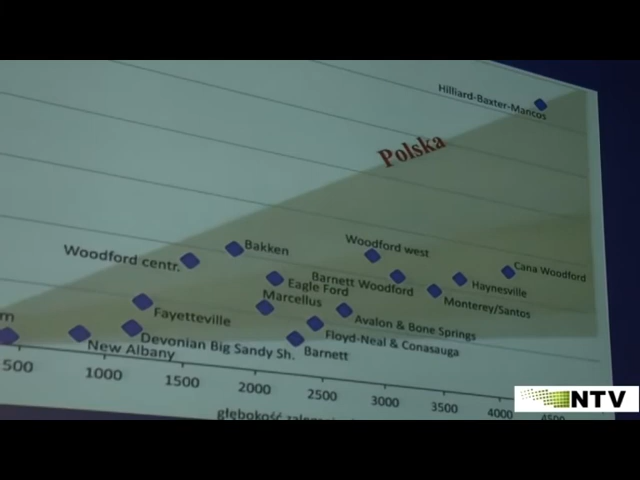 Hilliard-Baxter-Mancos
Polska
Woodford centr.
Bakken
Woodford west
Cana Woodford
Barnett Woodford
Haynesville
Eagle Ford
Monterey/Santos
Marcellus
Fayetteville
Avalon & Bone Springs
Floyd-Neal & Conasauga
Devonian Big Sandy Sh.
Barnett
New Albany
500
1000
1500
2000
2500
3000
3500
4000
4500
głębokość
NTV